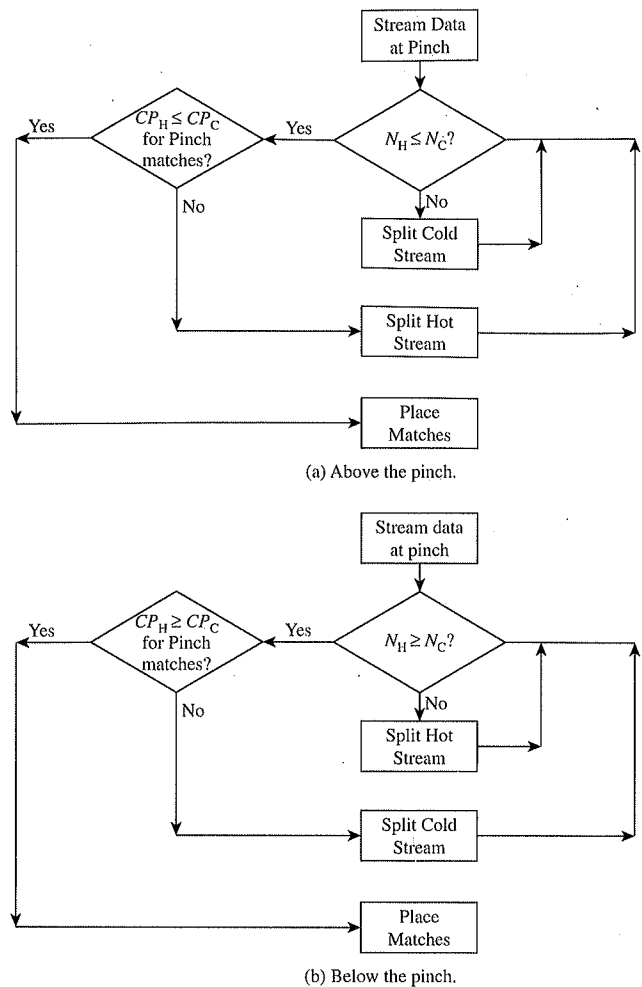 Stream Data
at Pinch
Yes
CP_H ≤ CP_C
for Pinch
matches?
Yes
N_H ≤ N_C?
No
No
Split Cold
Stream
Split Hot
Stream
Place
Matches
(a) Above the pinch.
Stream data
at pinch
Yes
CP_H ≥ CP_C
for Pinch
matches?
Yes
N_H ≥ N_C?
No
No
Split Hot
Stream
Split Cold
Stream
Place
Matches
(b) Below the pinch.